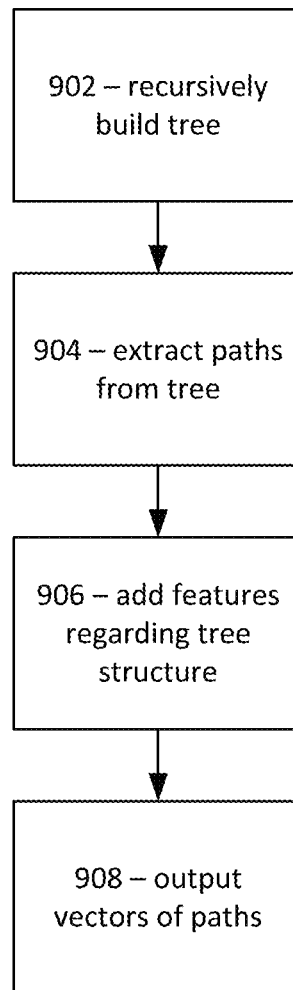 902 – recursively
build tree
904 – extract paths
from tree
906 – add features
regarding tree
structure
908 – output
vectors of paths